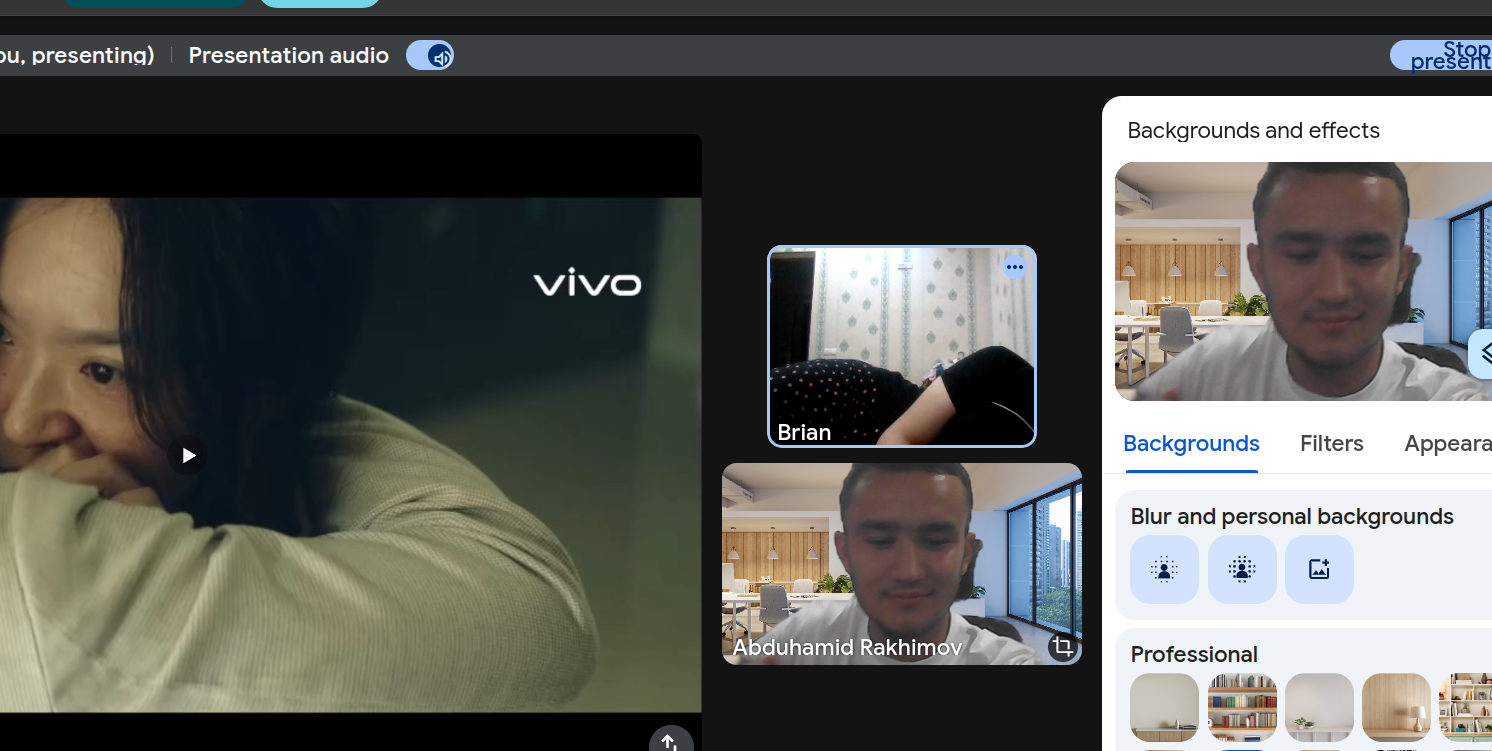 ou, presenting)
Presentation audio
Stop
present
Backgrounds and effects
vivo
Brian
Backgrounds
Filters
Appeara
Blur and personal backgrounds
Abduhamid Rakhimov
Professional